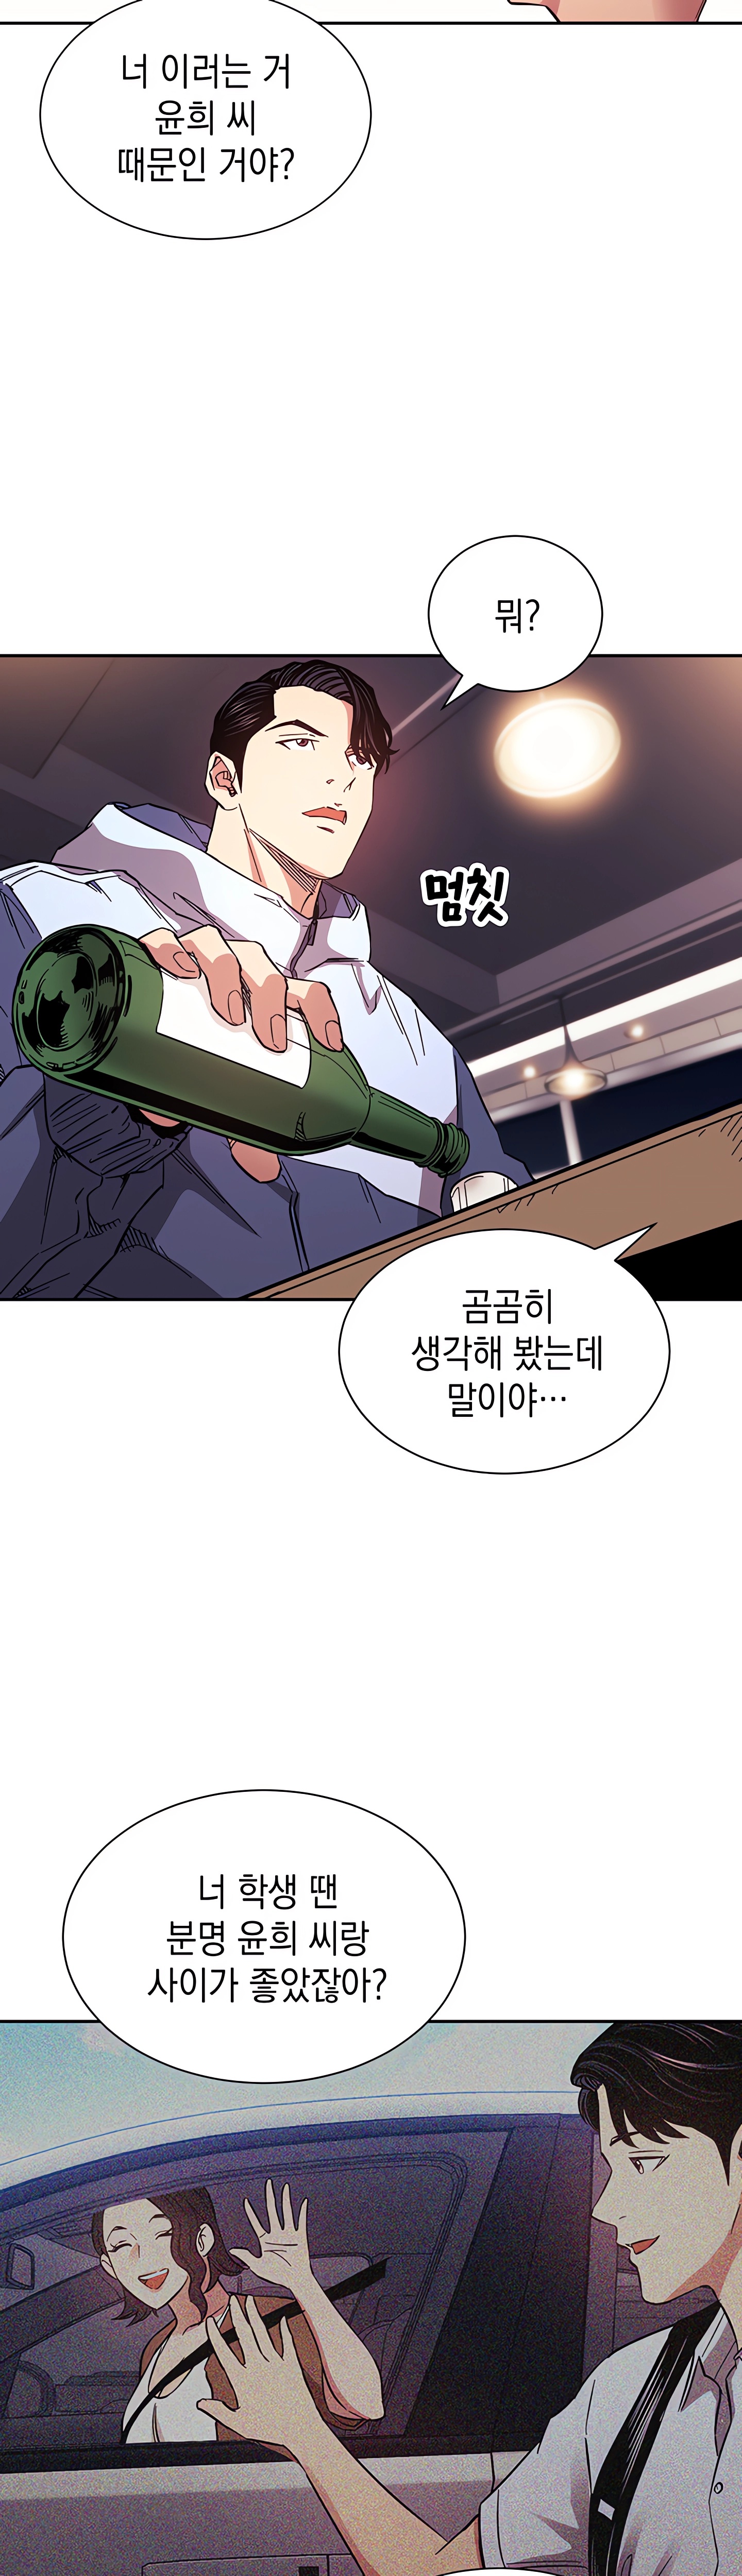 너 이러는 거
윤희 씨
때문인 거야?
뭐?
멈칫
곰곰히
생각해 봤는데
말이야…
너 학생 땐
분명 윤희 씨랑
사이가 좋았잖아?